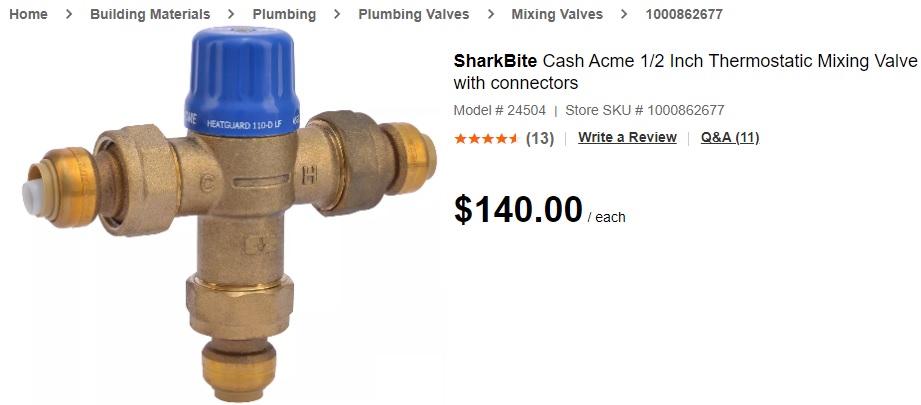 Home > Building Materials > Plumbing > Plumbing Valves > Mixing Valves > 1000862677
SharkBite Cash Acme 1/2 Inch Thermostatic Mixing Valve
with connectors
Model # 24504 | Store SKU # 1000862677
(13) | Write a Review | Q&A (11)
$140.00 / each
HEATGUARD 110-D LF
C
H